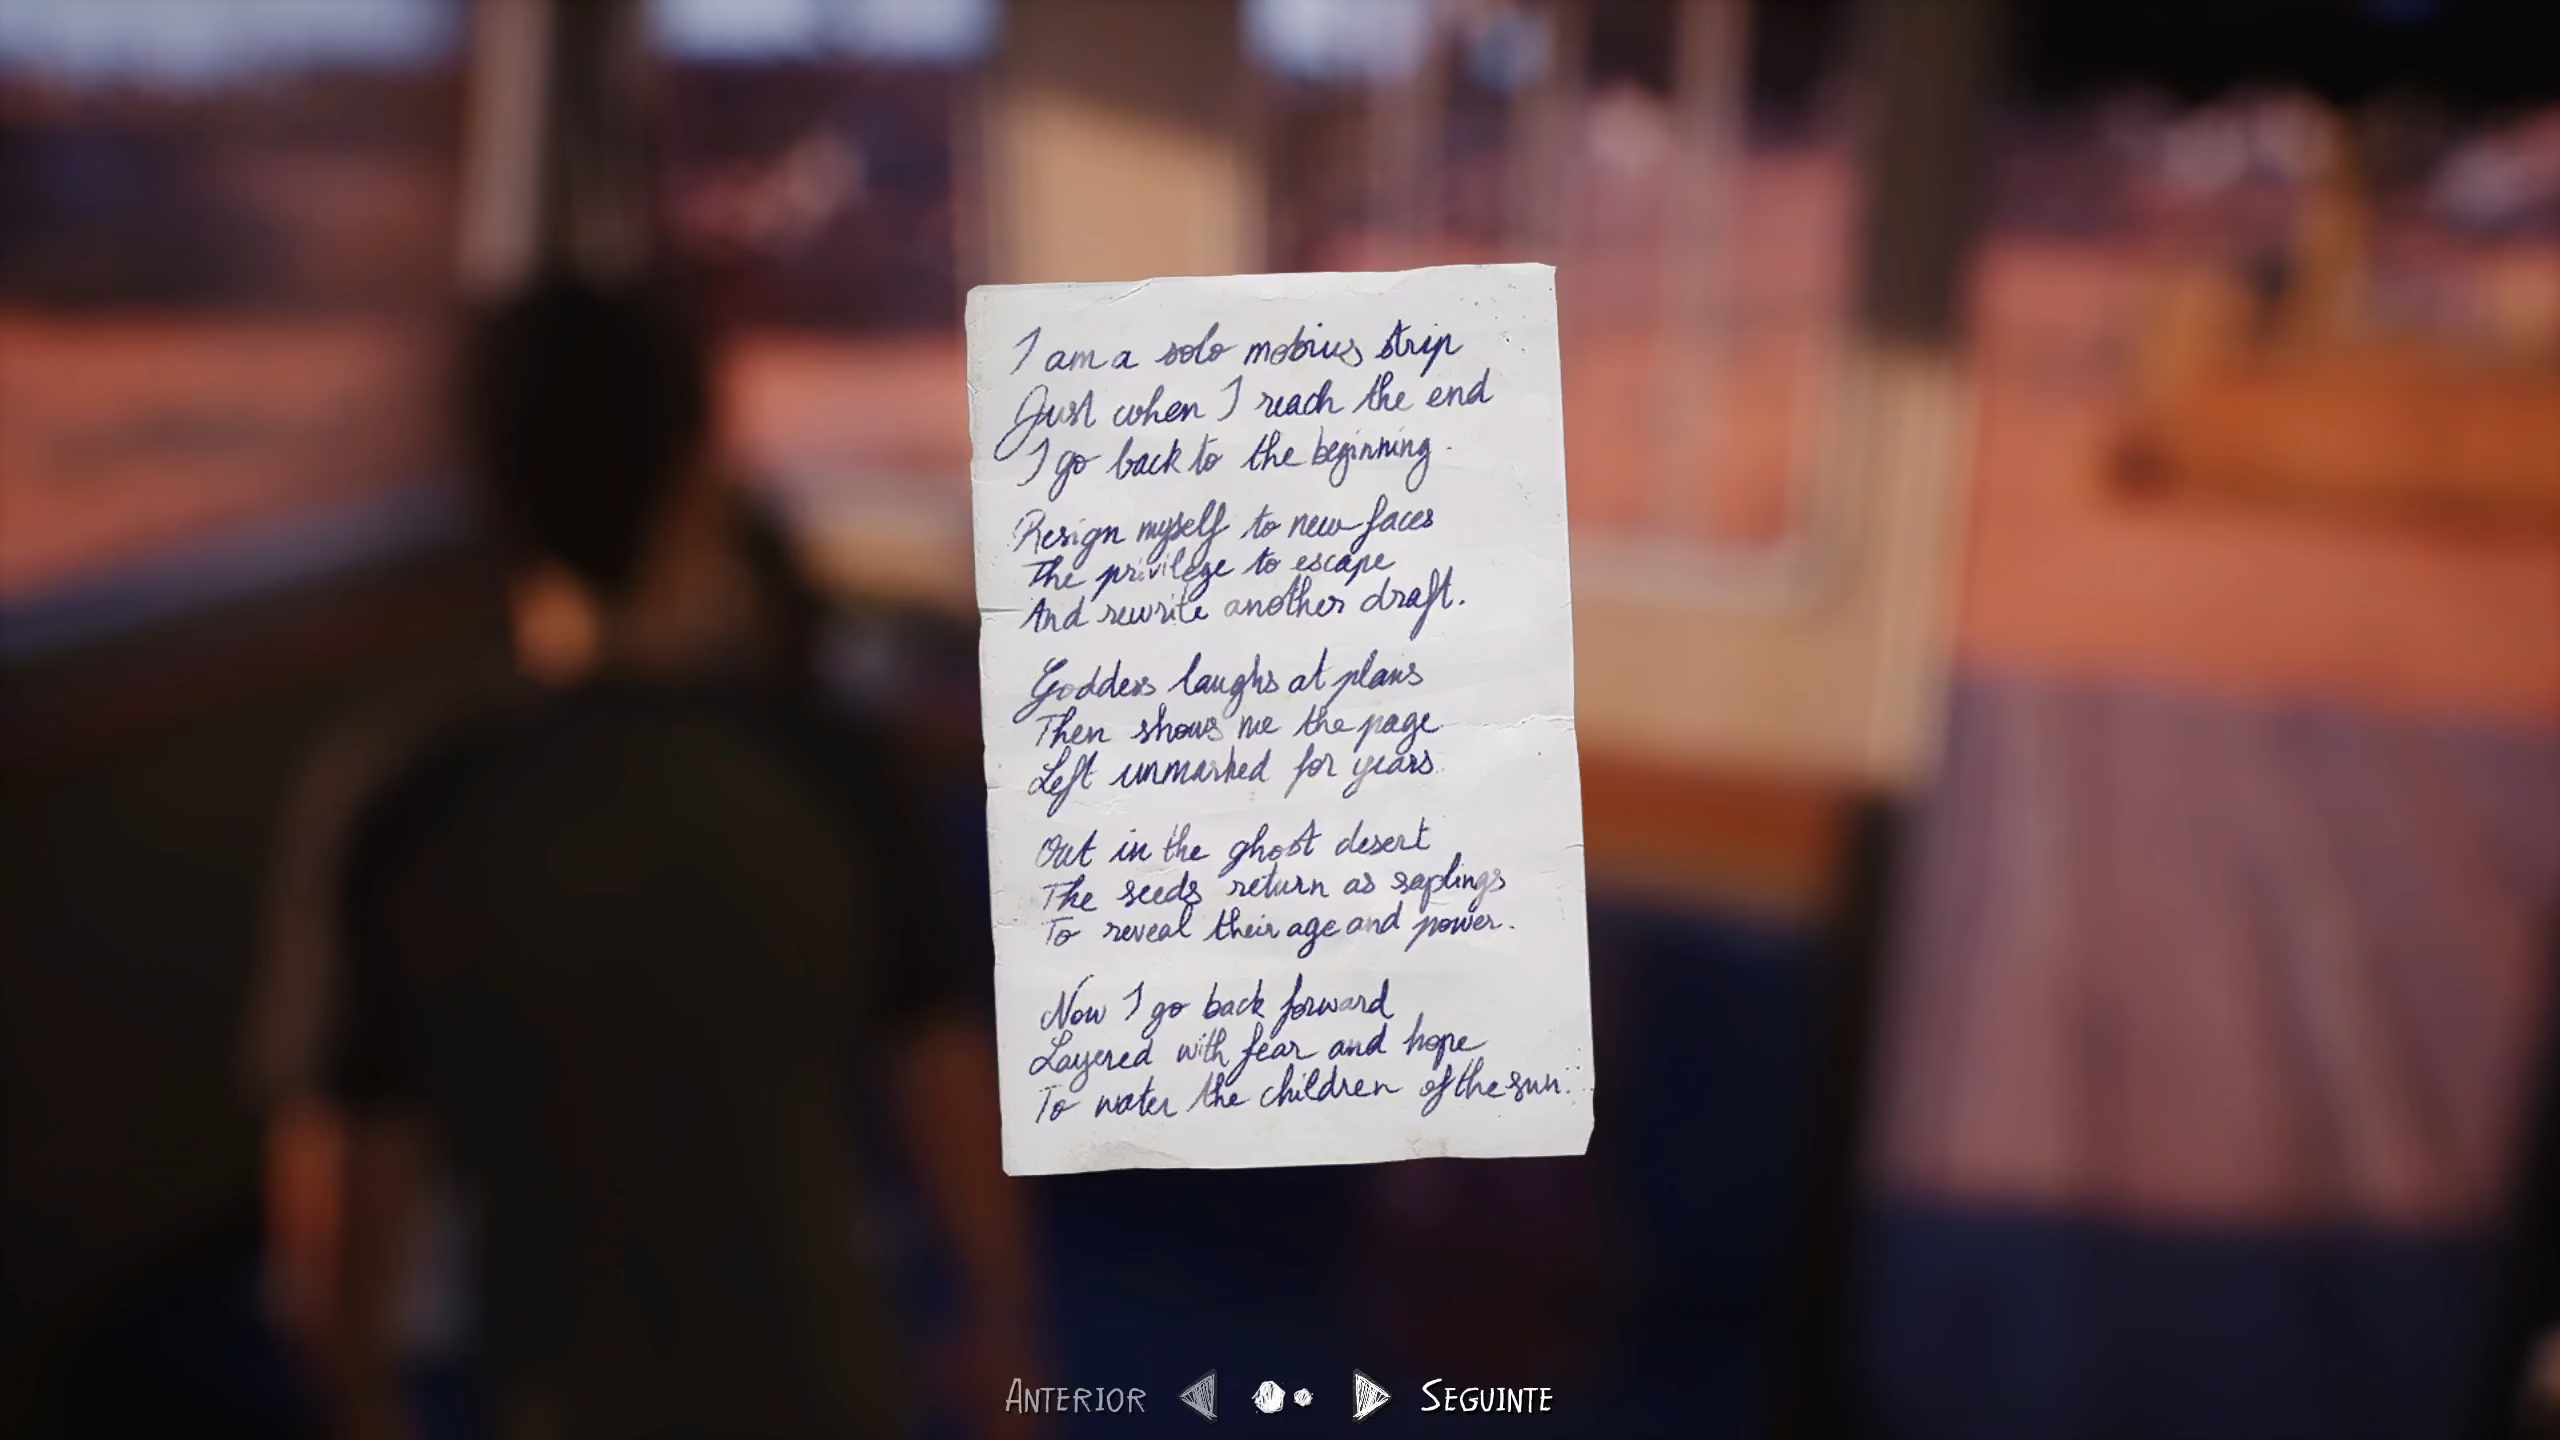 I am a solo mobius strip
Just when I reach the end
I go back to the beginning.
Resign myself to new faces
The privilege to escape
And rewrite another draft.
Goddess laughs at plans
Then shows me the page
Left unmarked for years.
Out in the ghost desert
The seeds return as saplings
To reveal their age and power.
Now I go back forward
Layered with fear and hope
To water the children of the sun.
ANTERIOR
SEGUINTE